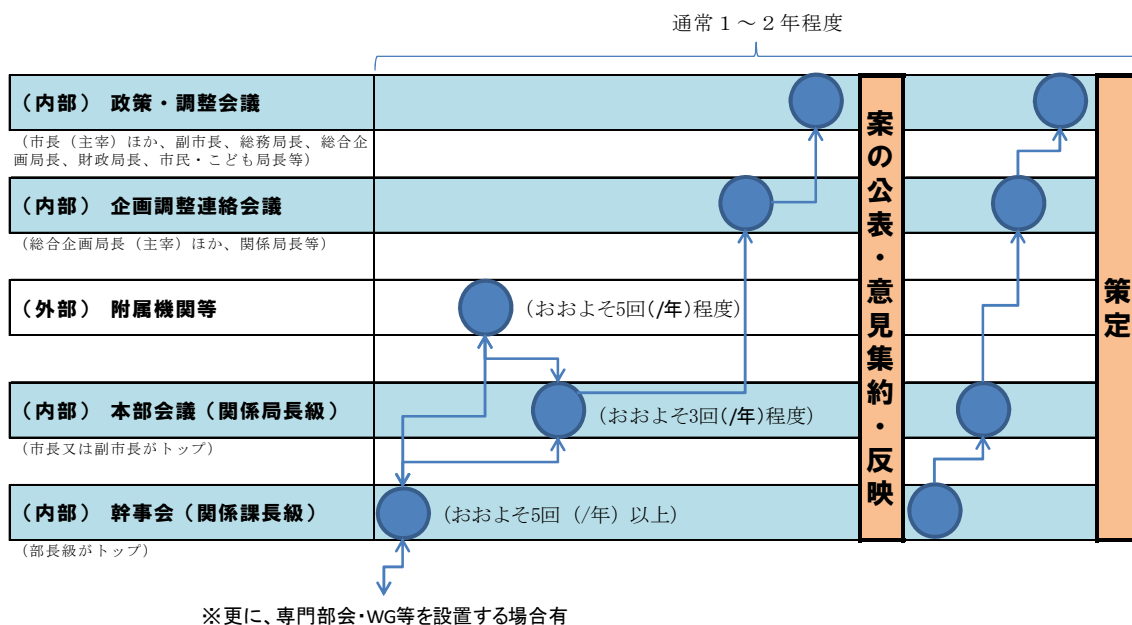 通常１～２年程度
（内部） 政策・調整会議
（市長（主宰）ほか、副市長、総務局長、総合企
画局長、財政局長、市民・こども局長等）
（内部） 企画調整連絡会議
（総合企画局長（主宰）ほか、関係局長等）
（外部） 附属機関等
（おおよそ5回(/年)程度）
（内部） 本部会議（関係局長級）
（おおよそ3回(/年)程度）
（市長又は副市長がトップ）
（内部） 幹事会（関係課長級）
（おおよそ5回（/年）以上）
（部長級がトップ）
※更に、専門部会・WG等を設置する場合有
案の公表・意見集約・反映
策定